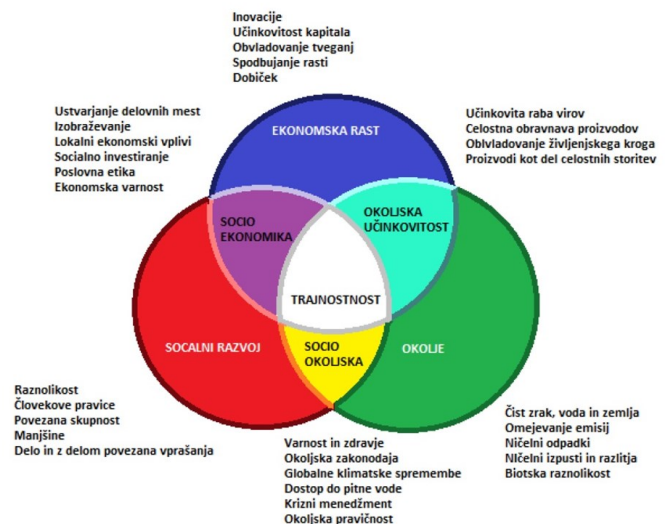 Inovacije
Učinkovitost kapitala
Obvladovanje tveganj
Spodbujanje rasti
Dobiček
Ustvarjanje delovnih mest
Izobraževanje
Lokalni ekonomski vplivi
Socialno investiranje
Poslovna etika
Ekonomska varnost
EKONOMSKA RAST
Učinkovita raba virov
Celostna obravnava proizvodov
Oblvladovanje življenjskega kroga
Proizvodi kot del celostnih storitev
SOCIO
EKONOMIKA
OKOLJSKA
UČINKOVITOST
TRAJNOSTNOST
SOCALNI RAZVOJ
SOCIO
OKOLJSKA
OKOLJE
Raznolikost
Človekove pravice
Povezana skupnost
Manjšine
Delo in z delom povezana vprašanja
Varnost in zdravje
Okoljska zakonodaja
Globalne klimatske spremembe
Dostop do pitne vode
Krizni menedžment
Okoljska pravičnost
Čist zrak, voda in zemlja
Omejevanje emisij
Ničelni odpadki
NIčelni izpusti in razlitja
Biotska raznolikost